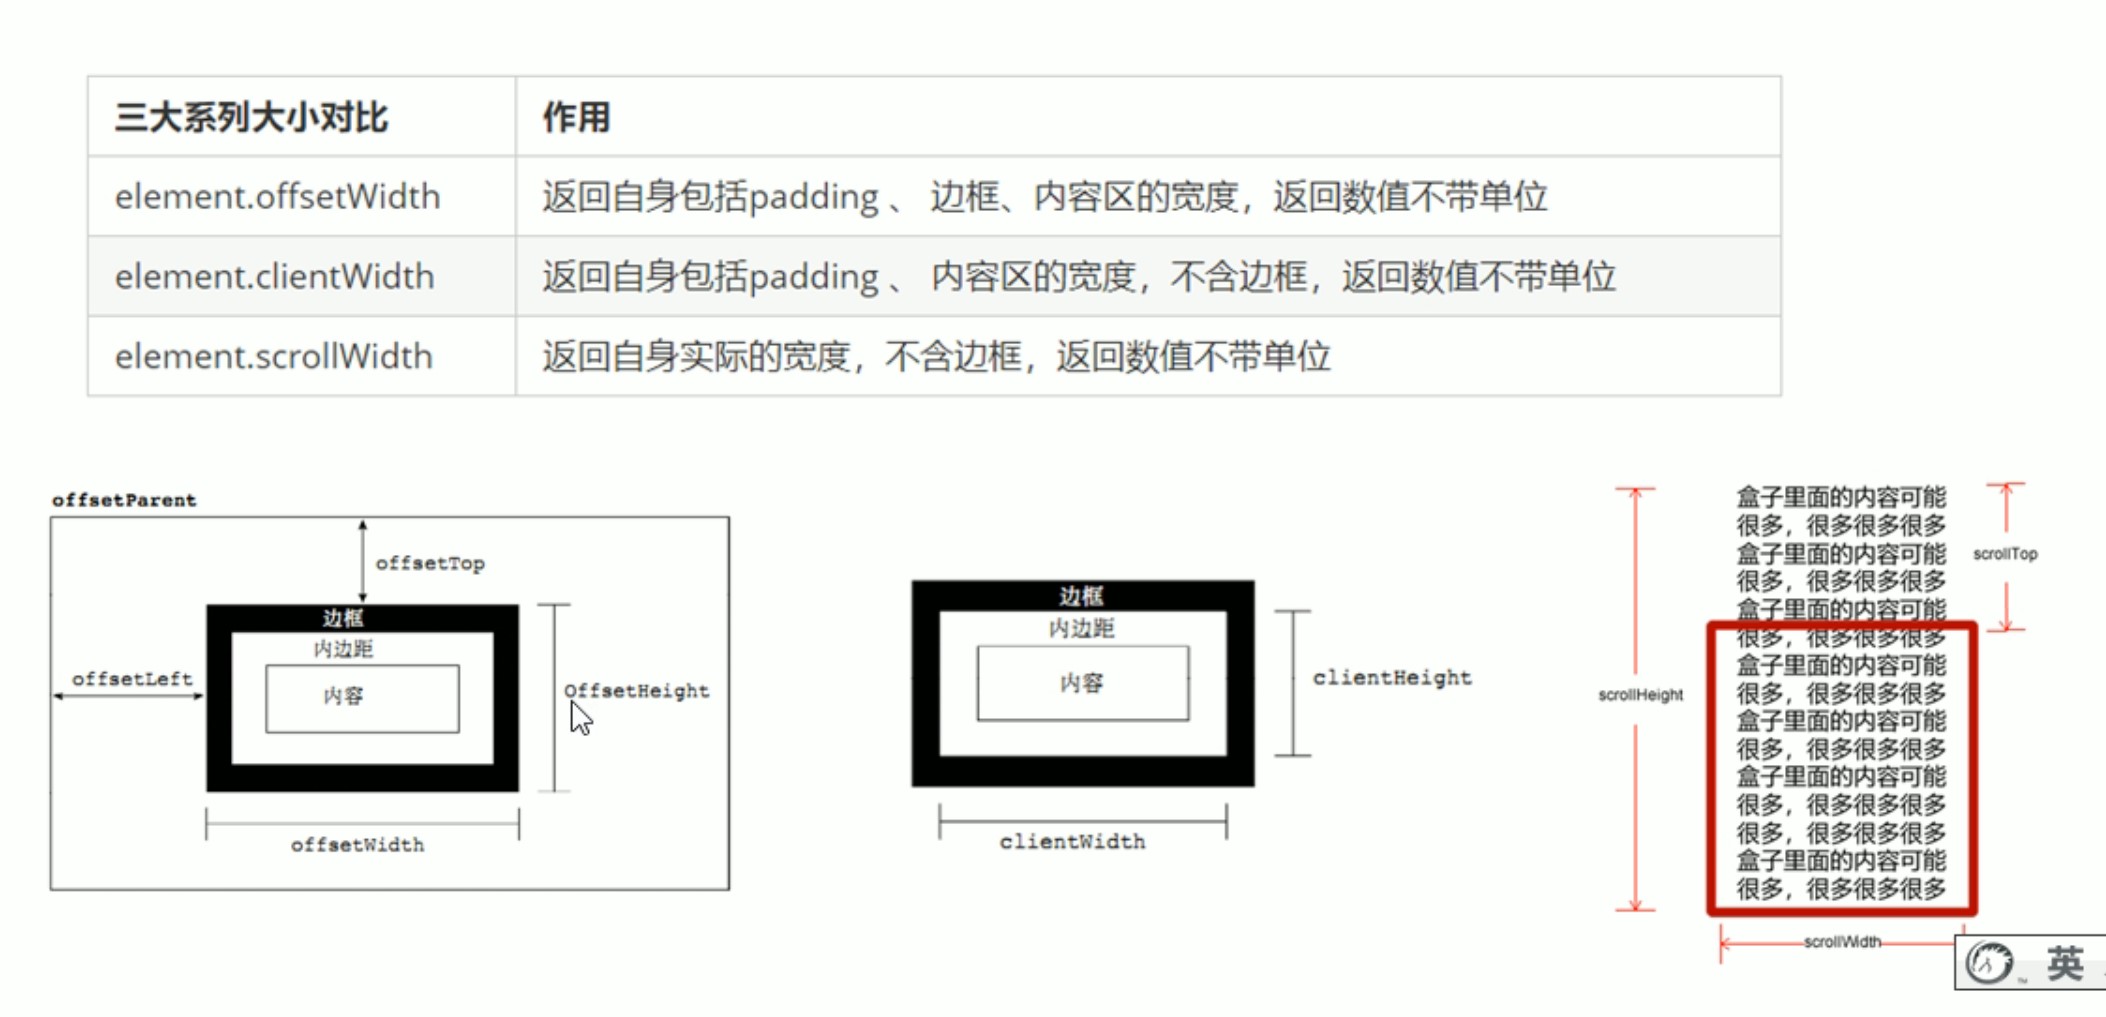 三大系列大小对比 作用
element.offsetWidth 返回自身包括padding 、 边框、内容区的宽度，返回数值不带单位
element.clientWidth 返回自身包括padding 、 内容区的宽度，不含边框，返回数值不带单位
element.scrollWidth 返回自身实际的宽度，不含边框，返回数值不带单位
offsetParent
offsetTop
边框
内边距
offsetLeft
内容
OffsetHeight
offsetWidth
边框
内边距
内容
clientHeight
clientWidth
盒子里面的内容可能
很多，很多很多很多
盒子里面的内容可能
很多，很多很多很多
盒子里面的内容可能
很多，很多很多很多
盒子里面的内容可能
很多，很多很多很多
盒子里面的内容可能
很多，很多很多很多
盒子里面的内容可能
很多，很多很多很多
很多，很多很多很多
盒子里面的内容可能
很多，很多很多很多
scrollTop
scrollHeight
scrollWidth
英